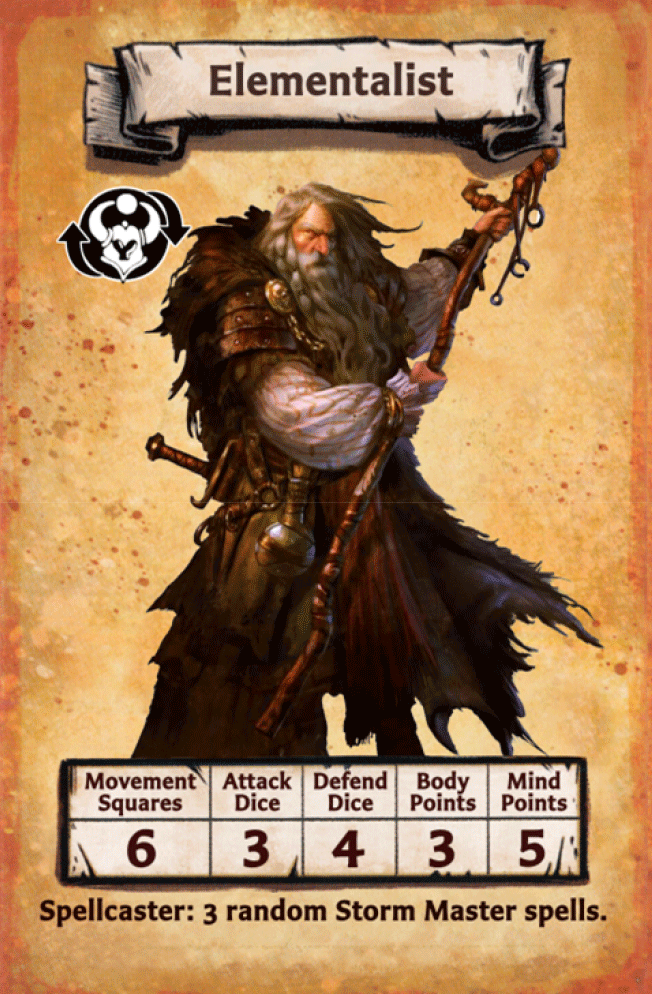 Elementalist
Movement Squares Attack Dice Defend Dice Body Points Mind Points
6 3 4 3 5
Spellcaster: 3 random Storm Master spells.